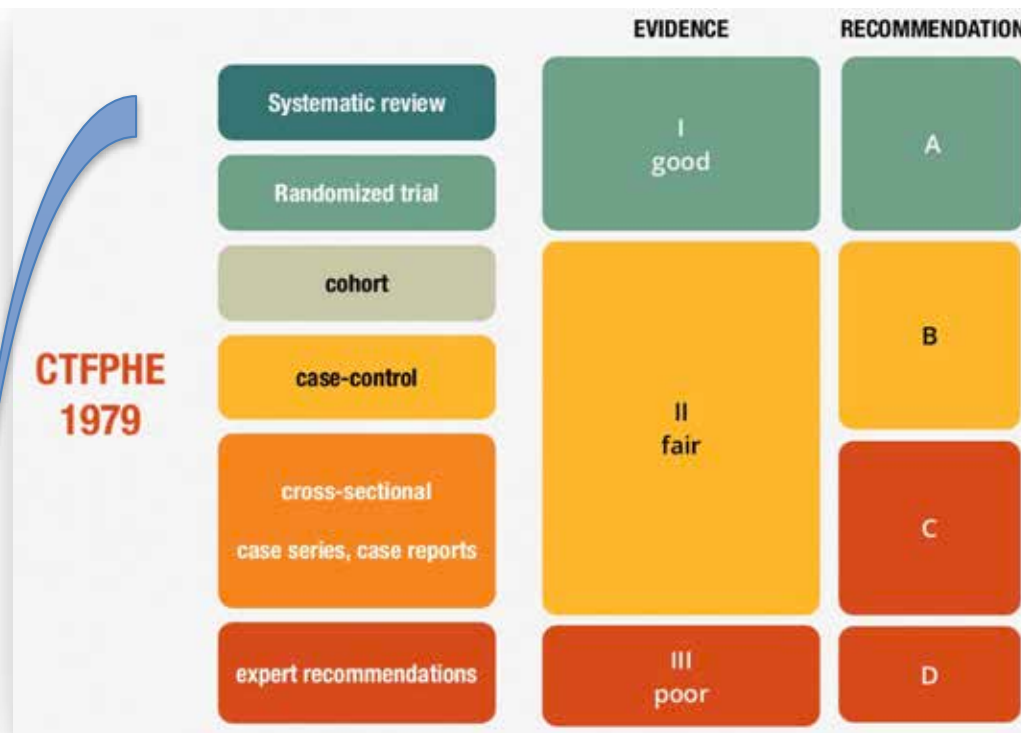 EVIDENCE
RECOMMENDATION
Systematic review
I
good
A
Randomized trial
cohort
B
CTFPHE
1979
case-control
II
fair
cross-sectional
case series, case reports
C
expert recommendations
III
poor
D